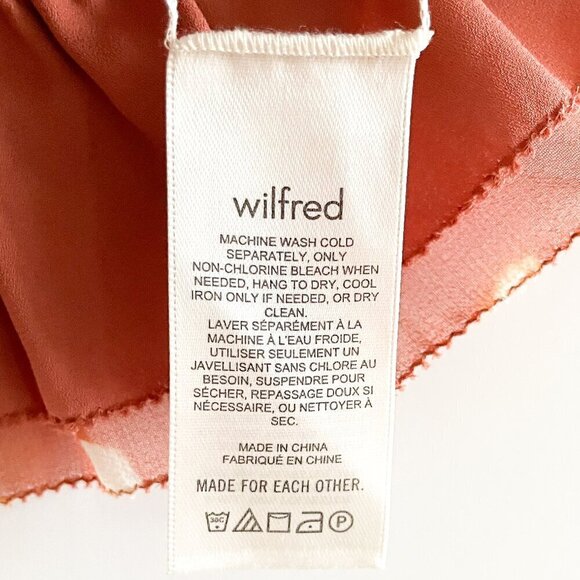 wilfred
MACHINE WASH COLD
SEPARATELY, ONLY
NON-CHLORINE BLEACH WHEN
NEEDED, HANG TO DRY, COOL
IRON ONLY IF NEEDED, OR DRY
CLEAN.
LAVER SÉPARÉMENT À LA
MACHINE À L'EAU FROIDE,
UTILISER SEULEMENT UN
JAVELLISANT SANS CHLORE AU
BESOIN, SUSPENDRE POUR
SÉCHER, REPASSAGE DOUX SI
NÉCESSAIRE, OU NETTOYER À
SEC.
MADE IN CHINA
FABRIQUÉ EN CHINE
MADE FOR EACH OTHER.
30C P